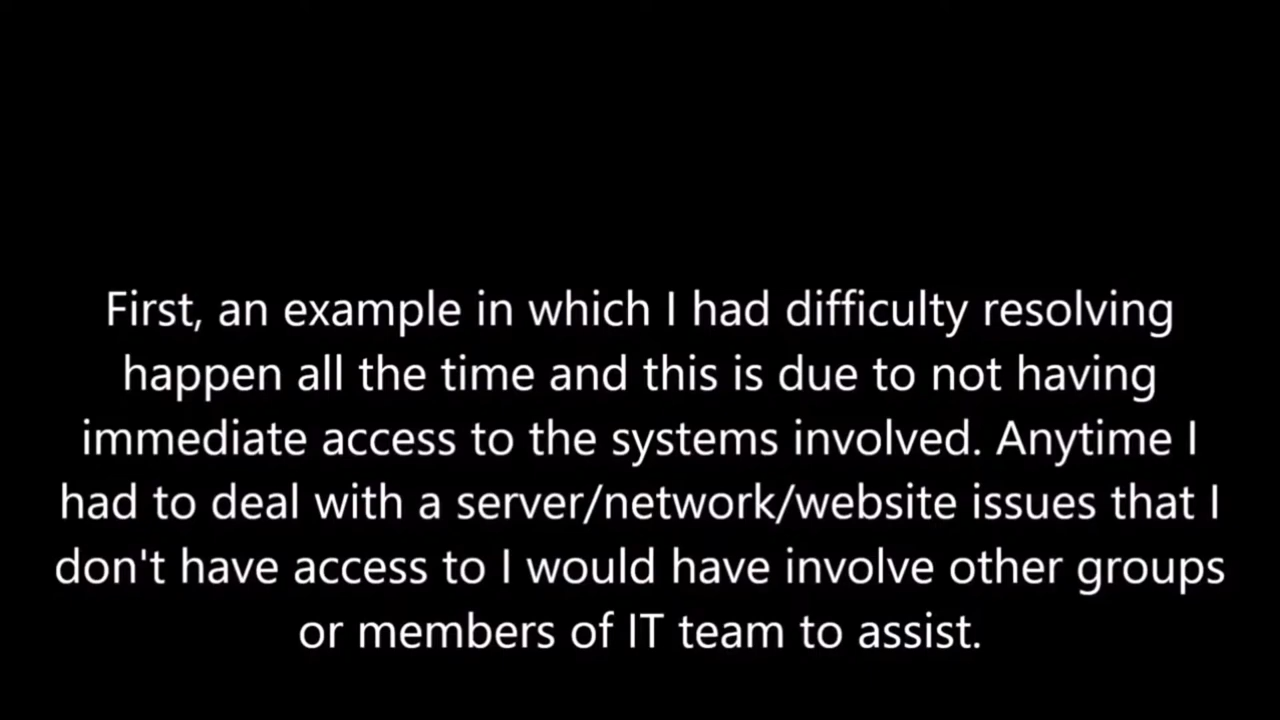 First, an example in which I had difficulty resolving
happen all the time and this is due to not having
immediate access to the systems involved. Anytime I
had to deal with a server/network/website issues that I
don't have access to I would have involve other groups
or members of IT team to assist.